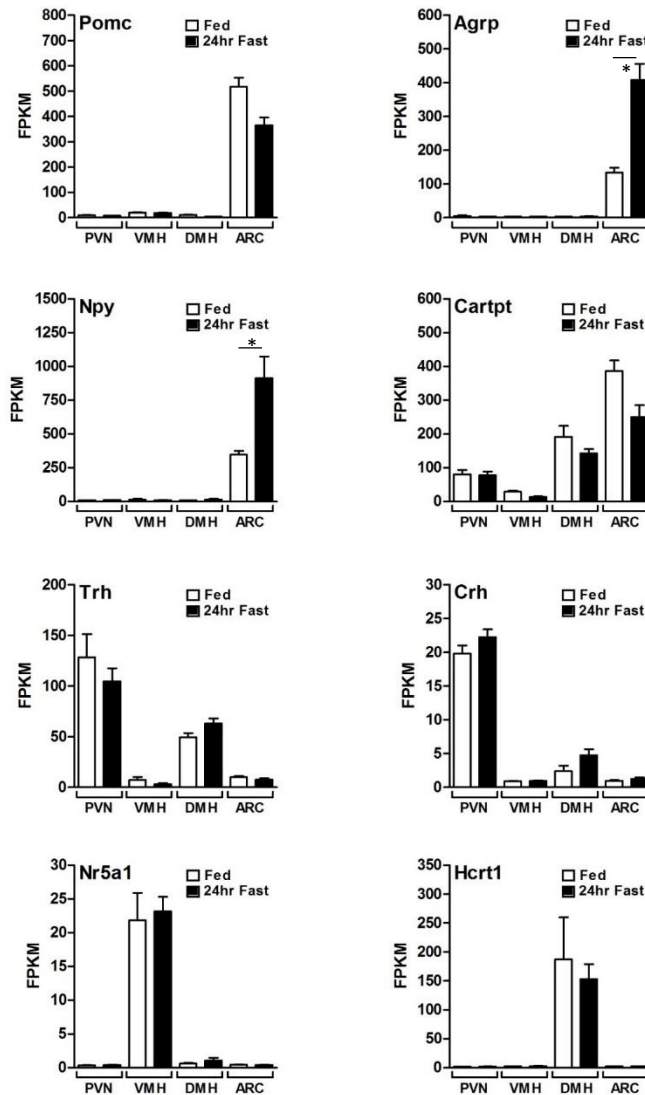 Pomc
Fed
24hr Fast
FPKM
800
700
600
500
400
300
200
100
0
PVN VMH DMH ARC
Agrp
Fed
24hr Fast
*
FPKM
600
500
400
300
200
100
0
PVN VMH DMH ARC
Npy
Fed
24hr Fast
*
FPKM
1500
1250
1000
750
500
250
0
PVN VMH DMH ARC
Cartpt
Fed
24hr Fast
FPKM
600
500
400
300
200
100
0
PVN VMH DMH ARC
Trh
Fed
24hr Fast
FPKM
200
150
100
50
0
PVN VMH DMH ARC
Crh
Fed
24hr Fast
FPKM
30
25
20
15
10
5
0
PVN VMH DMH ARC
Nr5a1
Fed
24hr Fast
FPKM
30
25
20
15
10
5
0
PVN VMH DMH ARC
Hcrt1
Fed
24hr Fast
FPKM
350
300
250
200
150
100
50
0
PVN VMH DMH ARC